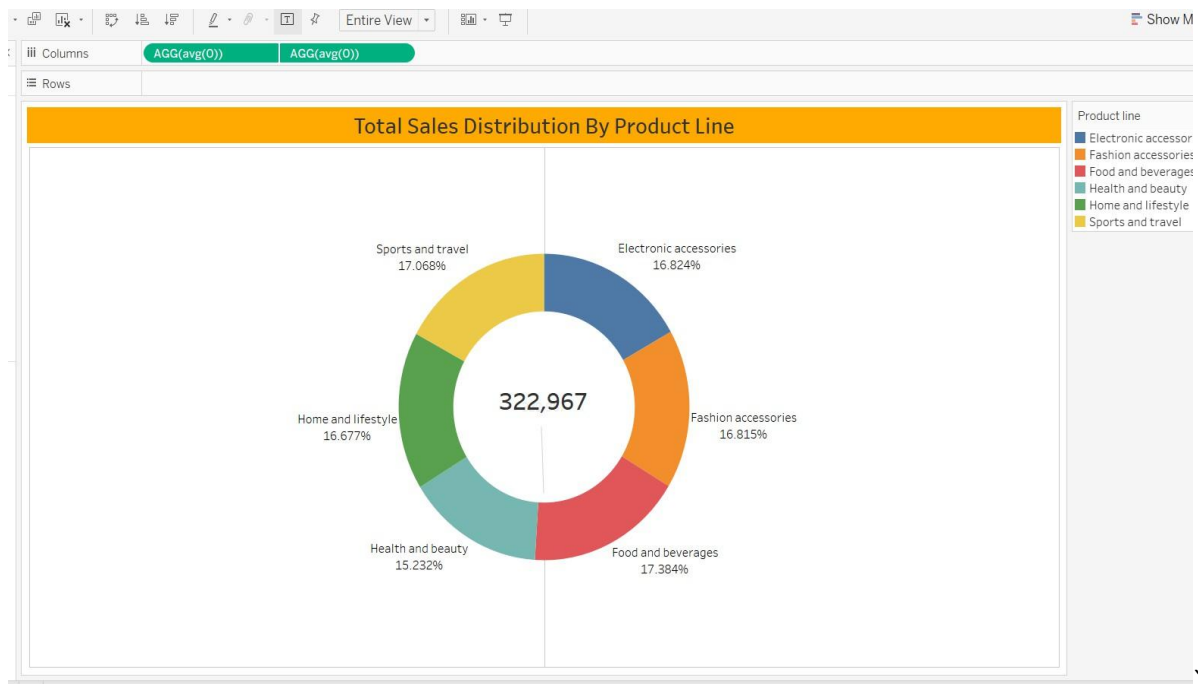 Entire View
Show M
Columns
AGG(avg(0)) AGG(avg(0))
Rows
Total Sales Distribution By Product Line
Product line
Electronic accessor
Fashion accessories
Food and beverages
Health and beauty
Home and lifestyle
Sports and travel
Sports and travel
17.068%
Electronic accessories
16.824%
322,967
Home and lifestyle
16.677%
Fashion accessories
16.815%
Health and beauty
15.232%
Food and beverages
17.384%